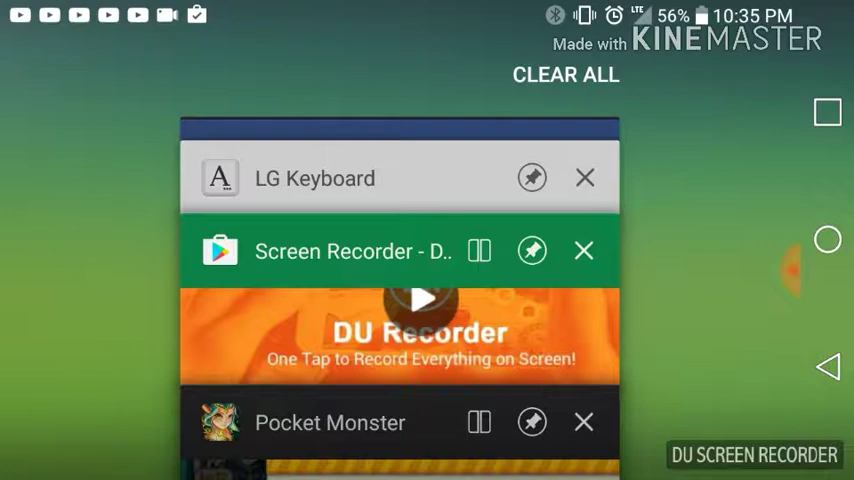 LTE 56% 10:35 PM
Made with KINEMASTER
CLEAR ALL
A LG Keyboard
Screen Recorder - D..
DU Recorder
One Tap to Record Everything on Screen!
Pocket Monster
DU SCREEN RECORDER